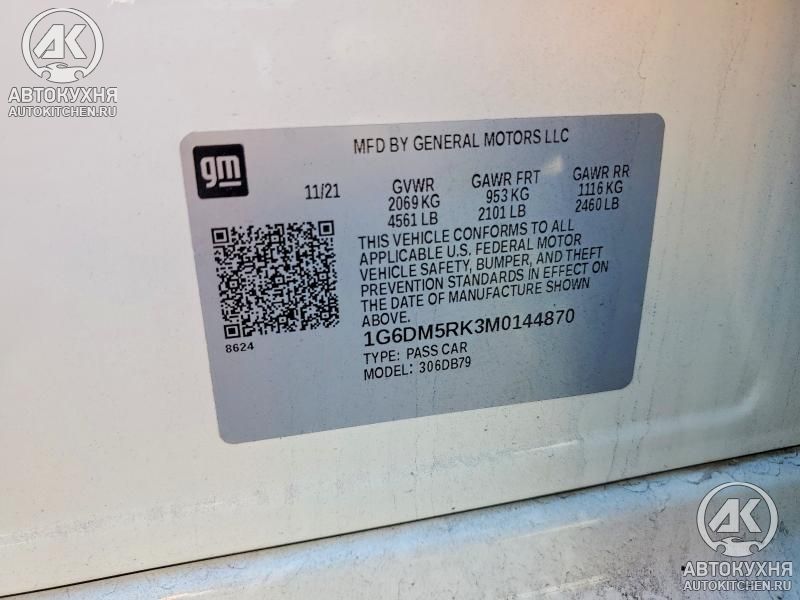 AK
АВТОКУХНЯ
AUTOKITCHEN.RU
gm
MFD BY GENERAL MOTORS LLC
11/21
GVWR
2069 KG
4561 LB
GAWR FRT
953 KG
2101 LB
GAWR RR
1116 KG
2460 LB
THIS VEHICLE CONFORMS TO ALL
APPLICABLE U.S. FEDERAL MOTOR
VEHICLE SAFETY, BUMPER, AND THEFT
PREVENTION STANDARDS IN EFFECT ON
THE DATE OF MANUFACTURE SHOWN
ABOVE.
8624
1G6DM5RK3M0144870
TYPE: PASS CAR
MODEL: 306DB79
AK
АВТОКУХНЯ
AUTOKITCHEN.RU